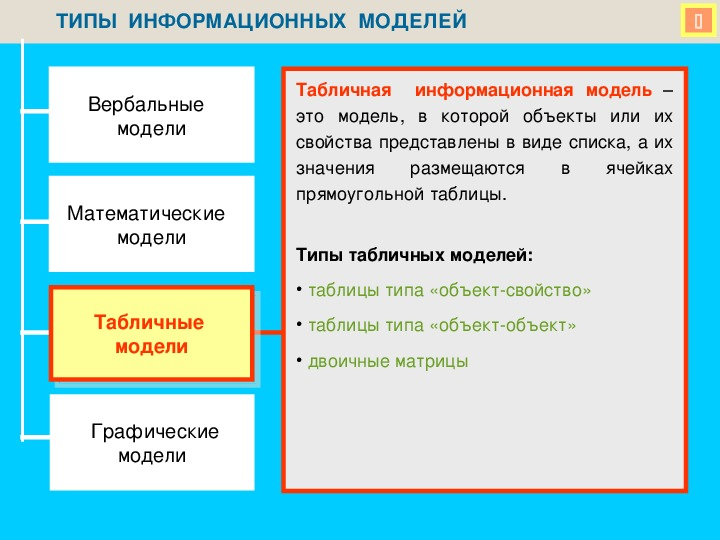 ТИПЫ ИНФОРМАЦИОННЫХ МОДЕЛЕЙ
Вербальные
модели
Математические
модели
Табличные
модели
Графические
модели
Табличная информационная модель –
это модель, в которой объекты или их
свойства представлены в виде списка, а их
значения размещаются в ячейках
прямоугольной таблицы.
Типы табличных моделей:
• таблицы типа «объект-свойство»
• таблицы типа «объект-объект»
• двоичные матрицы